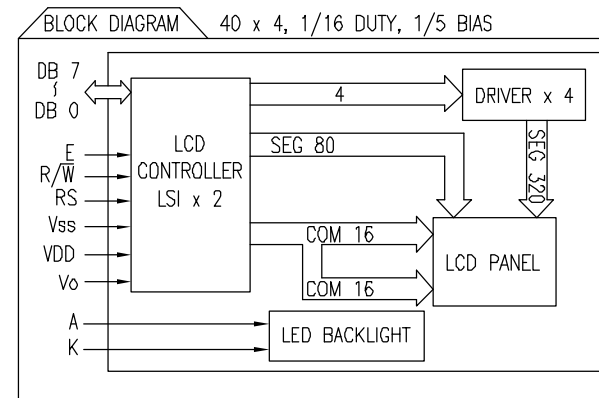 BLOCK DIAGRAM 40 x 4, 1/16 DUTY, 1/5 BIAS
DB 7
DB 0
E
R/W̅
RS
Vss
VDD
Vo
A
K
LCD
CONTROLLER
LSI x 2
4
DRIVER x 4
SEG 80
SEG 320
COM 16
COM 16
LCD PANEL
LED BACKLIGHT